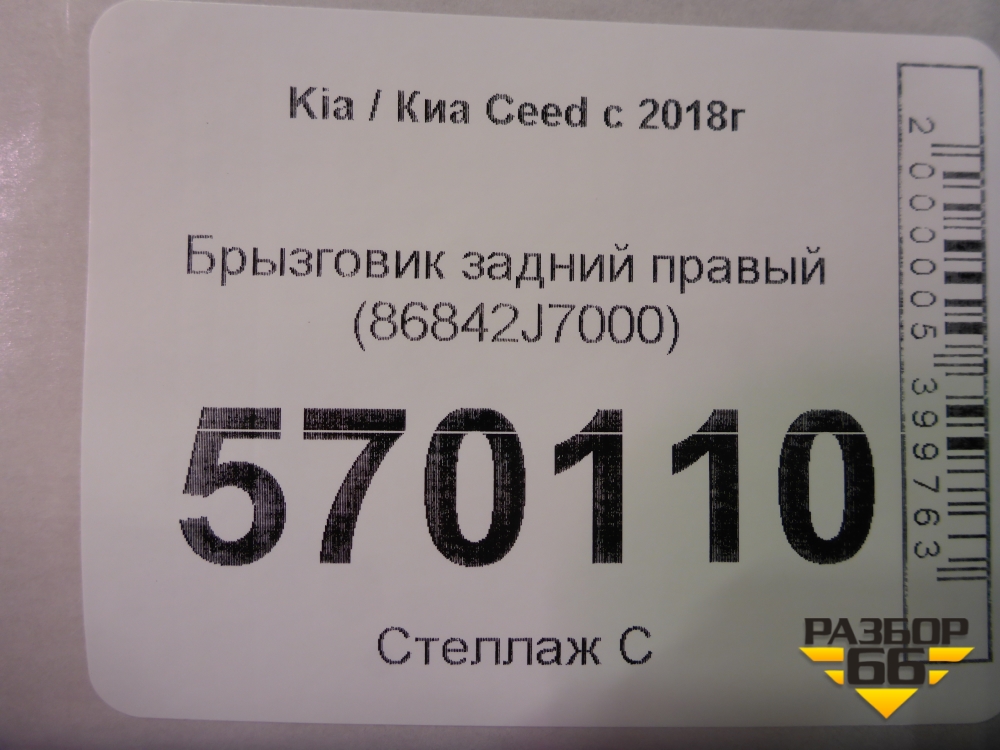 Kia / Киа Ceed с 2018г
Брызговик задний правый
(86842J7000)
570110
Стеллаж С
2000005399763
РАЗБОР
66